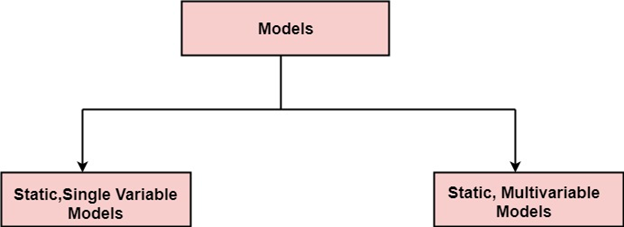 Models
Static,Single Variable
Models
Static, Multivariable
Models